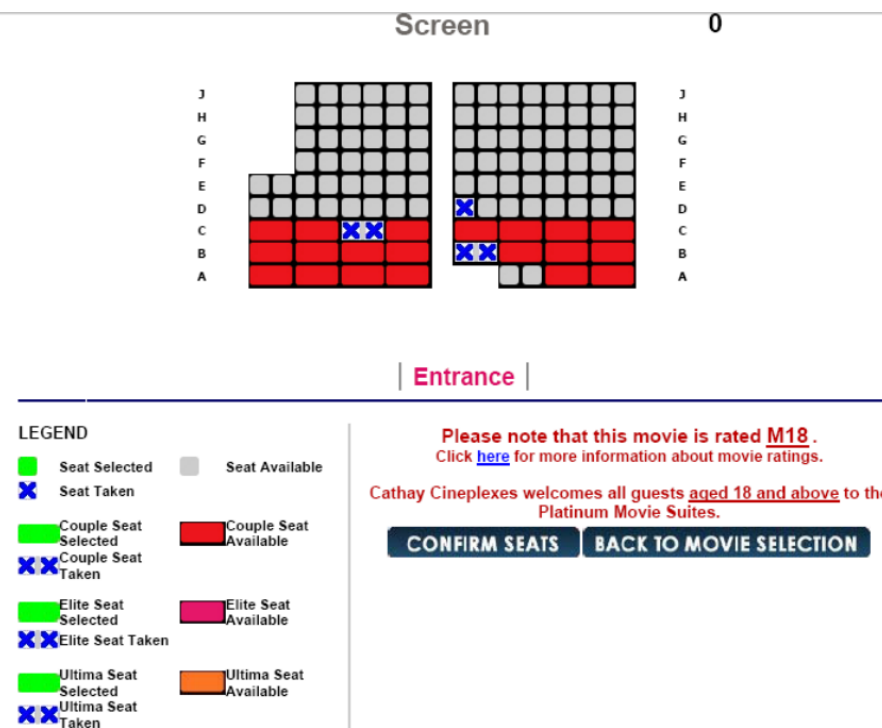 Screen 0
J J
H H
G G
F F
E E
D D
C C
B B
A A
| Entrance |
LEGEND
Seat Selected Seat Available
Seat Taken
Couple Seat Selected Couple Seat Available
Couple Seat Taken
Elite Seat Selected Elite Seat Available
Elite Seat Taken
Ultima Seat Selected Ultima Seat Available
Ultima Seat Taken
Please note that this movie is rated M18 .
Click here for more information about movie ratings.
Cathay Cineplexes welcomes all guests aged 18 and above to the
Platinum Movie Suites.
CONFIRM SEATS BACK TO MOVIE SELECTION